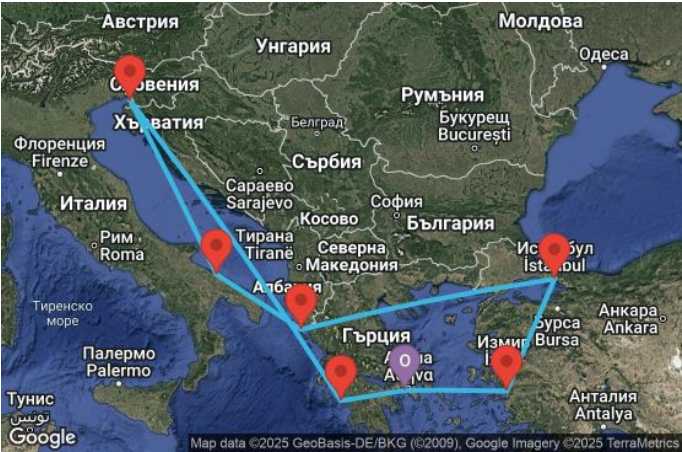 Австрия
Молдова
Унгария
Одеса
Словения
Румъния
Хърватия
Белград
Букурещ
București
Флоренция
Firenze
Сърбия
Сараево
Sarajevo
София
Италия
Косово
България
Рим
Roma
Тирана
Tiranë
Северна
Македония
İstanbul
Албания
Тиренско
море
Анкара
Ankara
Гърция
Бурса
Bursa
Измир
Палермо
Palermo
O
Анталия
Antalya
Тунис
تونس
Google
Map data ©2025 GeoBasis-DE/BKG (©2009), Google Imagery ©2025 TerraMetrics